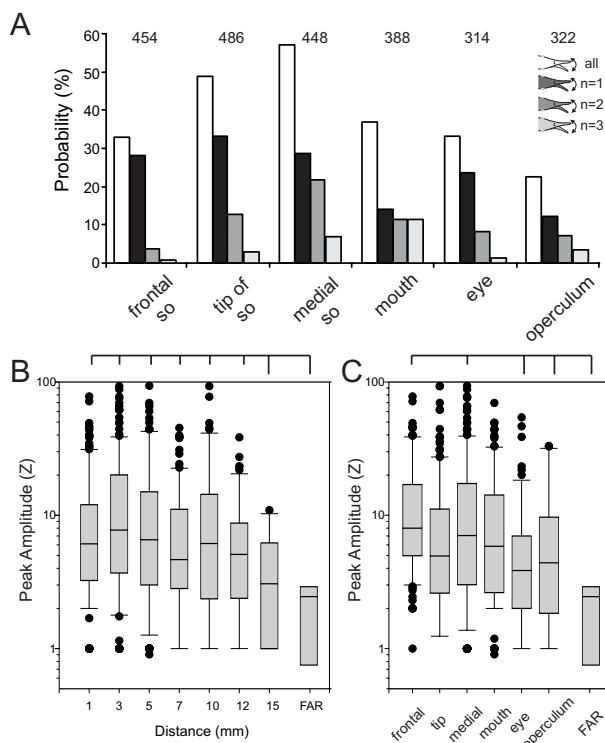 A
454 486 448 388 314 322
all
n=1
n=2
n=3
Probability (%)
60
50
40
30
20
10
0
frontal so
tip of so
medial so
mouth
eye
operculum
B
Peak Amplitude (Z)
100
10
1
1 3 5 7 10 12 15 FAR
Distance (mm)
C
Peak Amplitude (Z)
100
10
1
frontal tip medial mouth eye operculum FAR